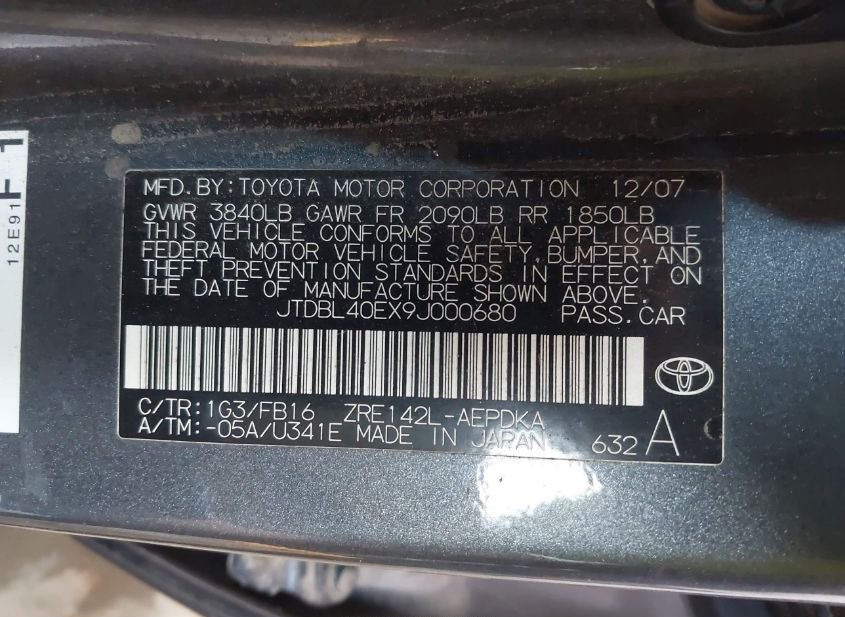 MFD. BY: TOYOTA MOTOR CORPORATION 12/07
GVWR 3840LB GAWR FR 2090LB RR 1850LB
THIS VEHICLE CONFORMS TO ALL APPLICABLE
FEDERAL MOTOR VEHICLE SAFETY, BUMPER, AND
THEFT PREVENTION STANDARDS IN EFFECT ON
THE DATE OF MANUFACTURE SHOWN ABOVE.
JTDBL40EX9J000680 PASS. CAR
C/TR: 1G3/FB16 ZRE142L-AEPDKA
A/TM: -05A/U341E MADE IN JAPAN 632 A
F 1
12E91